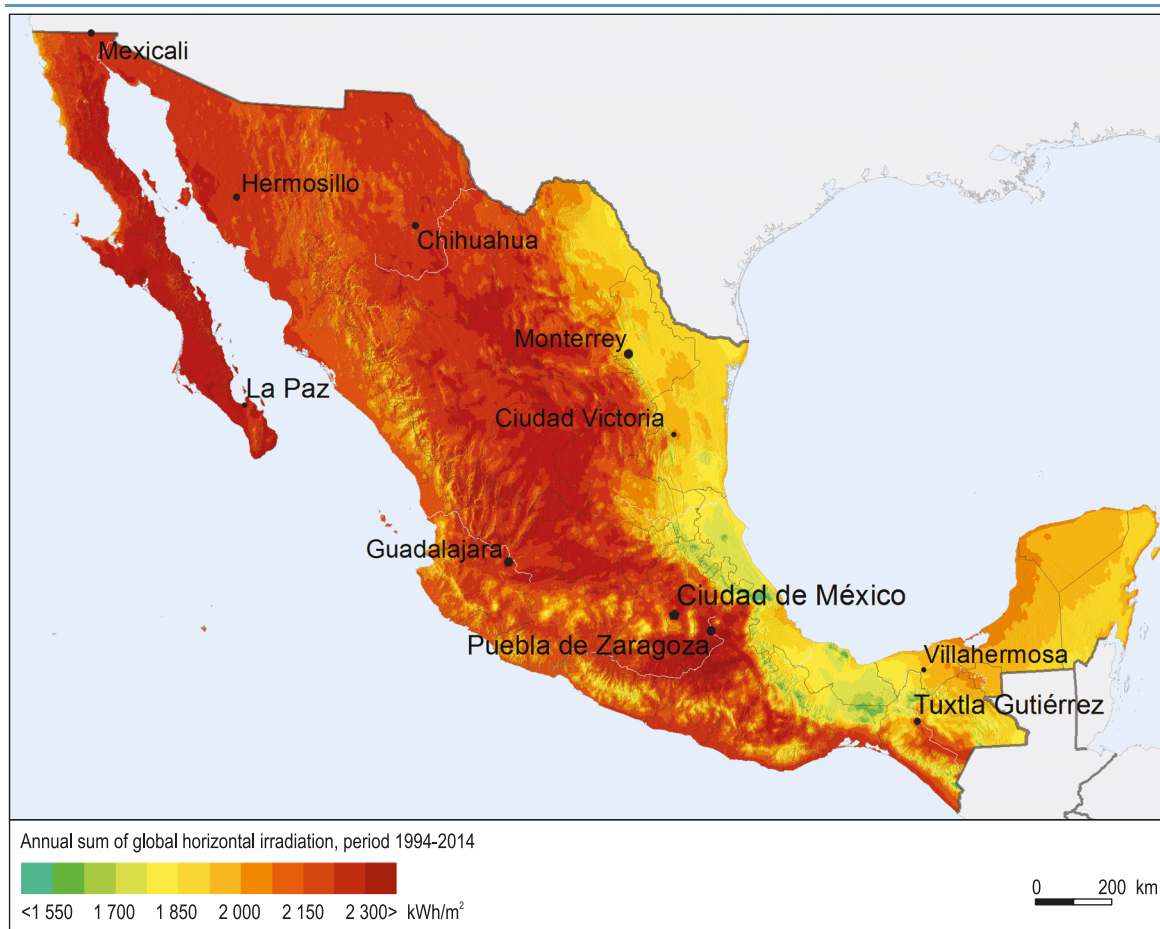 Mexicali
Hermosillo
Chihuahua
Monterrey
La Paz
Ciudad Victoria
Guadalajara
Ciudad de México
Puebla de Zaragoza
Villahermosa
Tuxtla Gutiérrez
Annual sum of global horizontal irradiation, period 1994-2014
<1 550 1 700 1 850 2 000 2 150 2 300> kWh/m²
0 200 km